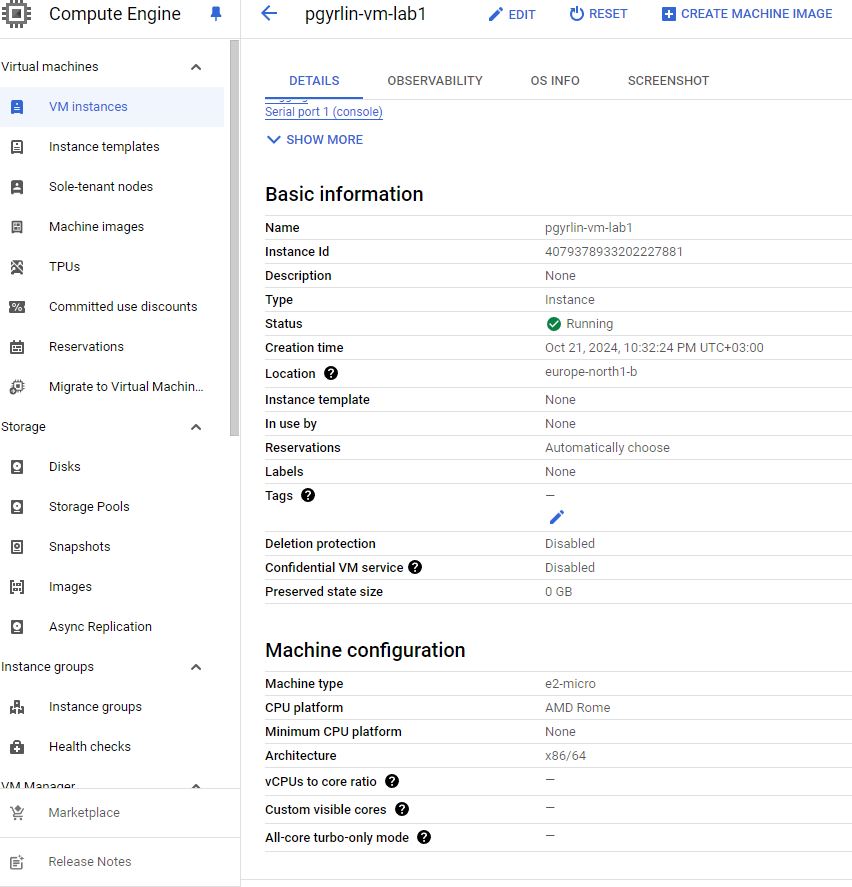 Compute Engine
pgyrlin-vm-lab1
EDIT
RESET
CREATE MACHINE IMAGE
Virtual machines
VM instances
Instance templates
Sole-tenant nodes
Machine images
TPUs
Committed use discounts
Reservations
Migrate to Virtual Machin...
Storage
Disks
Storage Pools
Snapshots
Images
Async Replication
Instance groups
Instance groups
Health checks
VM Manager
Marketplace
Release Notes
DETAILS
OBSERVABILITY
OS INFO
SCREENSHOT
Serial port 1 (console)
SHOW MORE
Basic information
Name pgyrlin-vm-lab1
Instance Id 4079378933202227881
Description None
Type Instance
Status Running
Creation time Oct 21, 2024, 10:32:24 PM UTC+03:00
Location ? europe-north1-b
Instance template None
In use by None
Reservations Automatically choose
Labels None
Tags ? —
Deletion protection Disabled
Confidential VM service ? Disabled
Preserved state size 0 GB
Machine configuration
Machine type e2-micro
CPU platform AMD Rome
Minimum CPU platform None
Architecture x86/64
vCPUs to core ratio ? —
Custom visible cores ? —
All-core turbo-only mode ? —